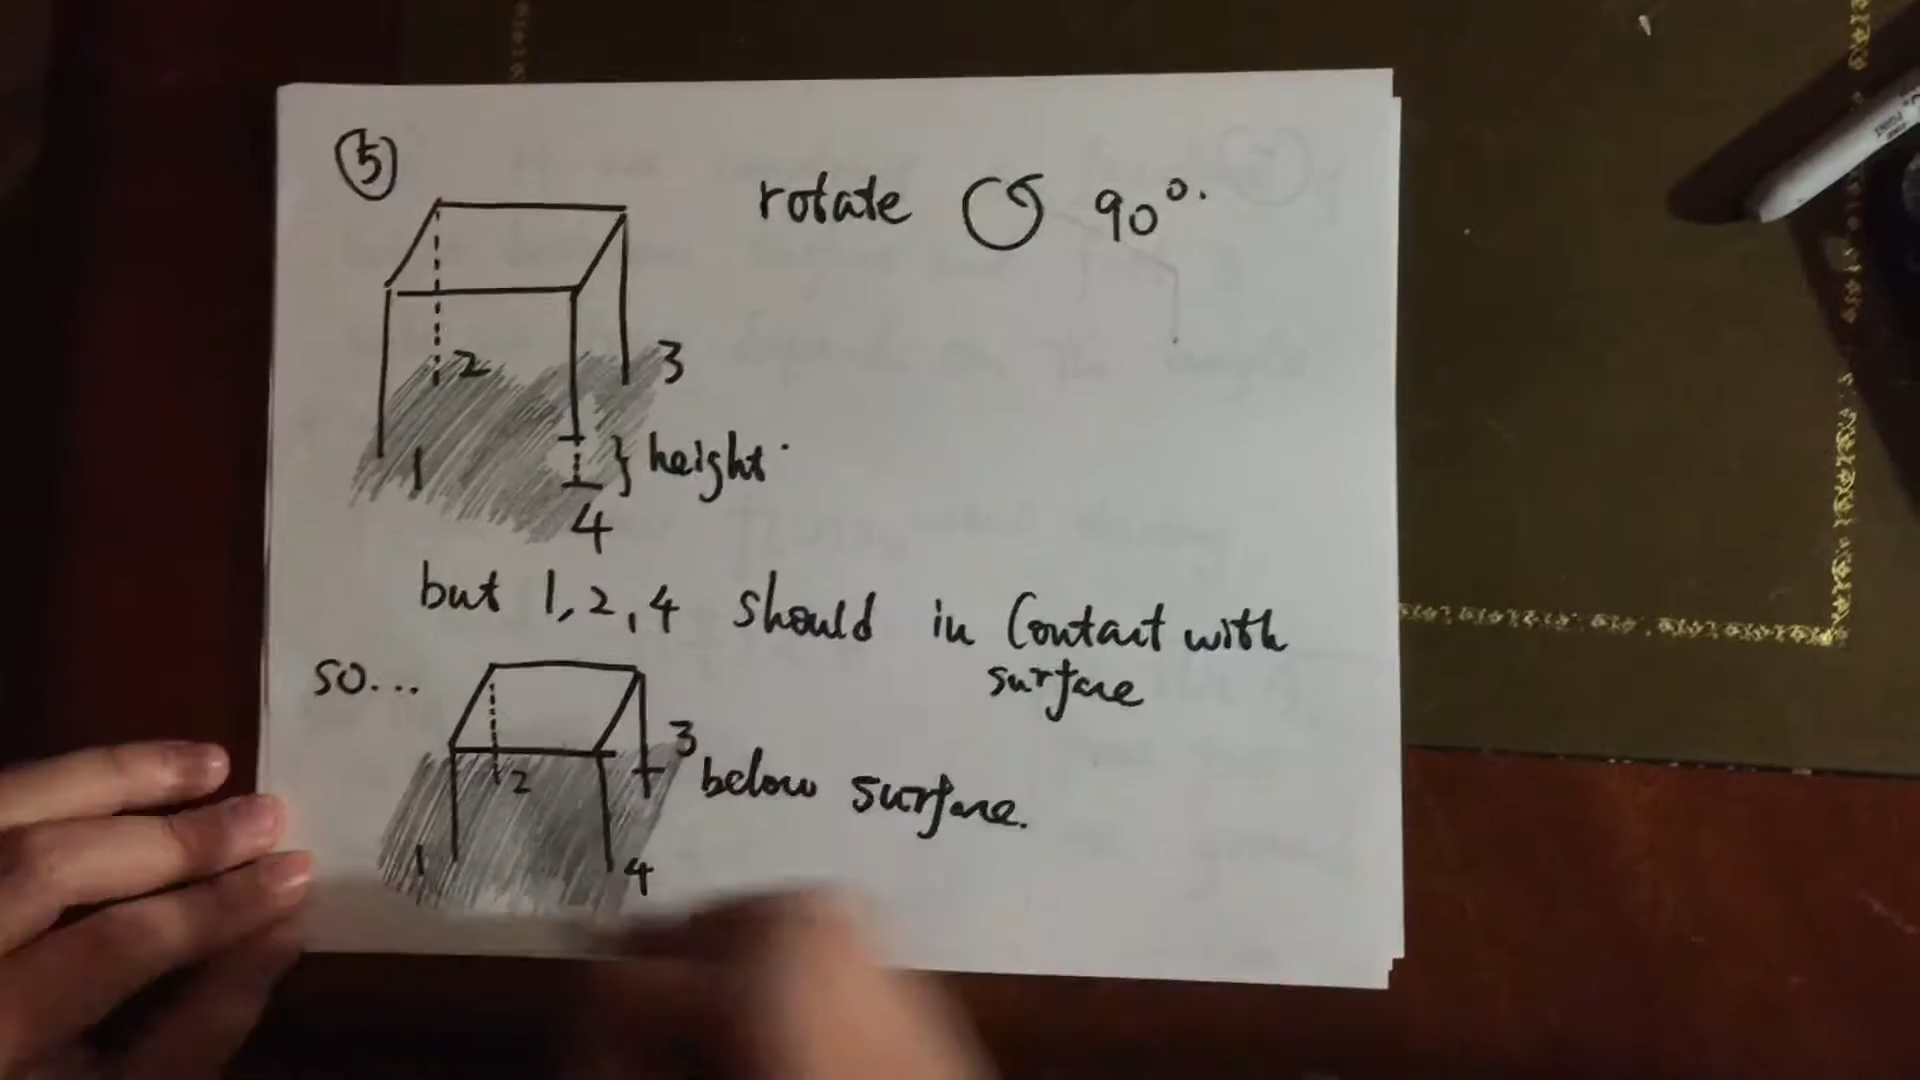 5
rotate 90°.
2
3
1
} height.
4
but 1, 2, 4 should in Contact with
surface
so...
3
2
below surface.
1
4
POINT